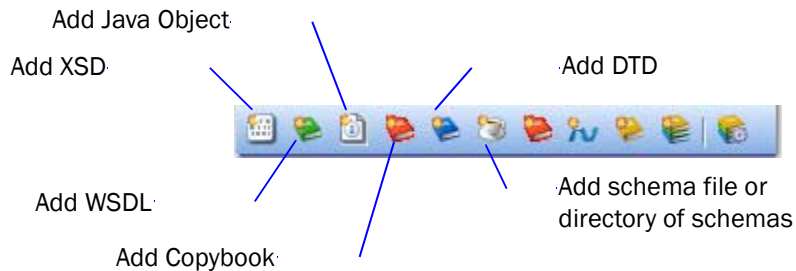 Add Java Object
Add XSD
Add DTD
Add WSDL
Add schema file or
directory of schemas
Add Copybook